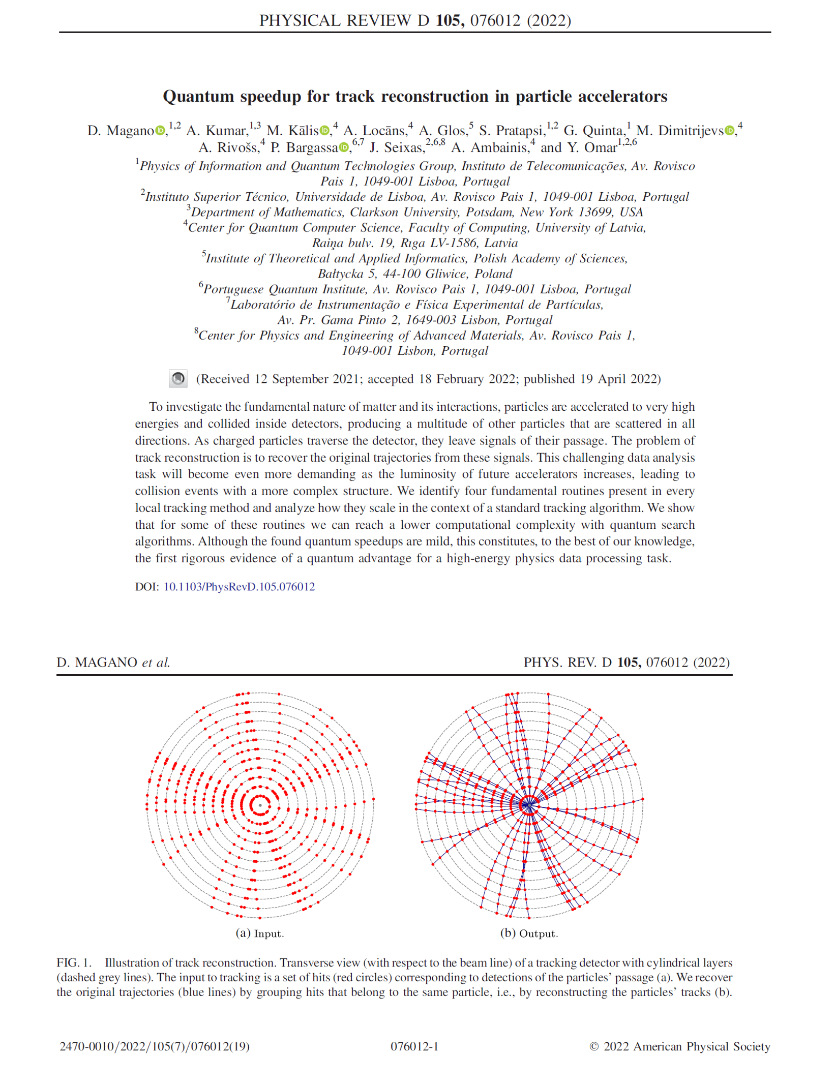 PHYSICAL REVIEW D 105, 076012 (2022)
Quantum speedup for track reconstruction in particle accelerators
D. Magano,1,2 A. Kumar,1,3 M. Kālis,4 A. Locāns,4 A. Glos,5 S. Pratapsi,1,2 G. Quinta,1 M. Dimitrijevs,4
A. Rivošs,4 P. Bargassa,6,7 J. Seixas,2,6,8 A. Ambainis,4 and Y. Omar1,2,6
1Physics of Information and Quantum Technologies Group, Instituto de Telecomunicações, Av. Rovisco
Pais 1, 1049-001 Lisboa, Portugal
2Instituto Superior Técnico, Universidade de Lisboa, Av. Rovisco Pais 1, 1049-001 Lisboa, Portugal
3Department of Mathematics, Clarkson University, Potsdam, New York 13699, USA
4Center for Quantum Computer Science, Faculty of Computing, University of Latvia,
Raiņa bulv. 19, Rıga LV-1586, Latvia
5Institute of Theoretical and Applied Informatics, Polish Academy of Sciences,
Bałtycka 5, 44-100 Gliwice, Poland
6Portuguese Quantum Institute, Av. Rovisco Pais 1, 1049-001 Lisboa, Portugal
7Laboratório de Instrumentação e Física Experimental de Partículas,
Av. Pr. Gama Pinto 2, 1649-003 Lisbon, Portugal
8Center for Physics and Engineering of Advanced Materials, Av. Rovisco Pais 1,
1049-001 Lisbon, Portugal
(Received 12 September 2021; accepted 18 February 2022; published 19 April 2022)
To investigate the fundamental nature of matter and its interactions, particles are accelerated to very high
energies and collided inside detectors, producing a multitude of other particles that are scattered in all
directions. As charged particles traverse the detector, they leave signals of their passage. The problem of
track reconstruction is to recover the original trajectories from these signals. This challenging data analysis
task will become even more demanding as the luminosity of future accelerators increases, leading to
collision events with a more complex structure. We identify four fundamental routines present in every
local tracking method and analyze how they scale in the context of a standard tracking algorithm. We show
that for some of these routines we can reach a lower computational complexity with quantum search
algorithms. Although the found quantum speedups are mild, this constitutes, to the best of our knowledge,
the first rigorous evidence of a quantum advantage for a high-energy physics data processing task.
DOI: 10.1103/PhysRevD.105.076012
D. MAGANO et al.
PHYS. REV. D 105, 076012 (2022)
(a) Input.
(b) Output.
FIG. 1. Illustration of track reconstruction. Transverse view (with respect to the beam line) of a tracking detector with cylindrical layers
(dashed grey lines). The input to tracking is a set of hits (red circles) corresponding to detections of the particles' passage (a). We recover
the original trajectories (blue lines) by grouping hits that belong to the same particle, i.e., by reconstructing the particles' tracks (b).
2470-0010/2022/105(7)/076012(19)
076012-1
© 2022 American Physical Society